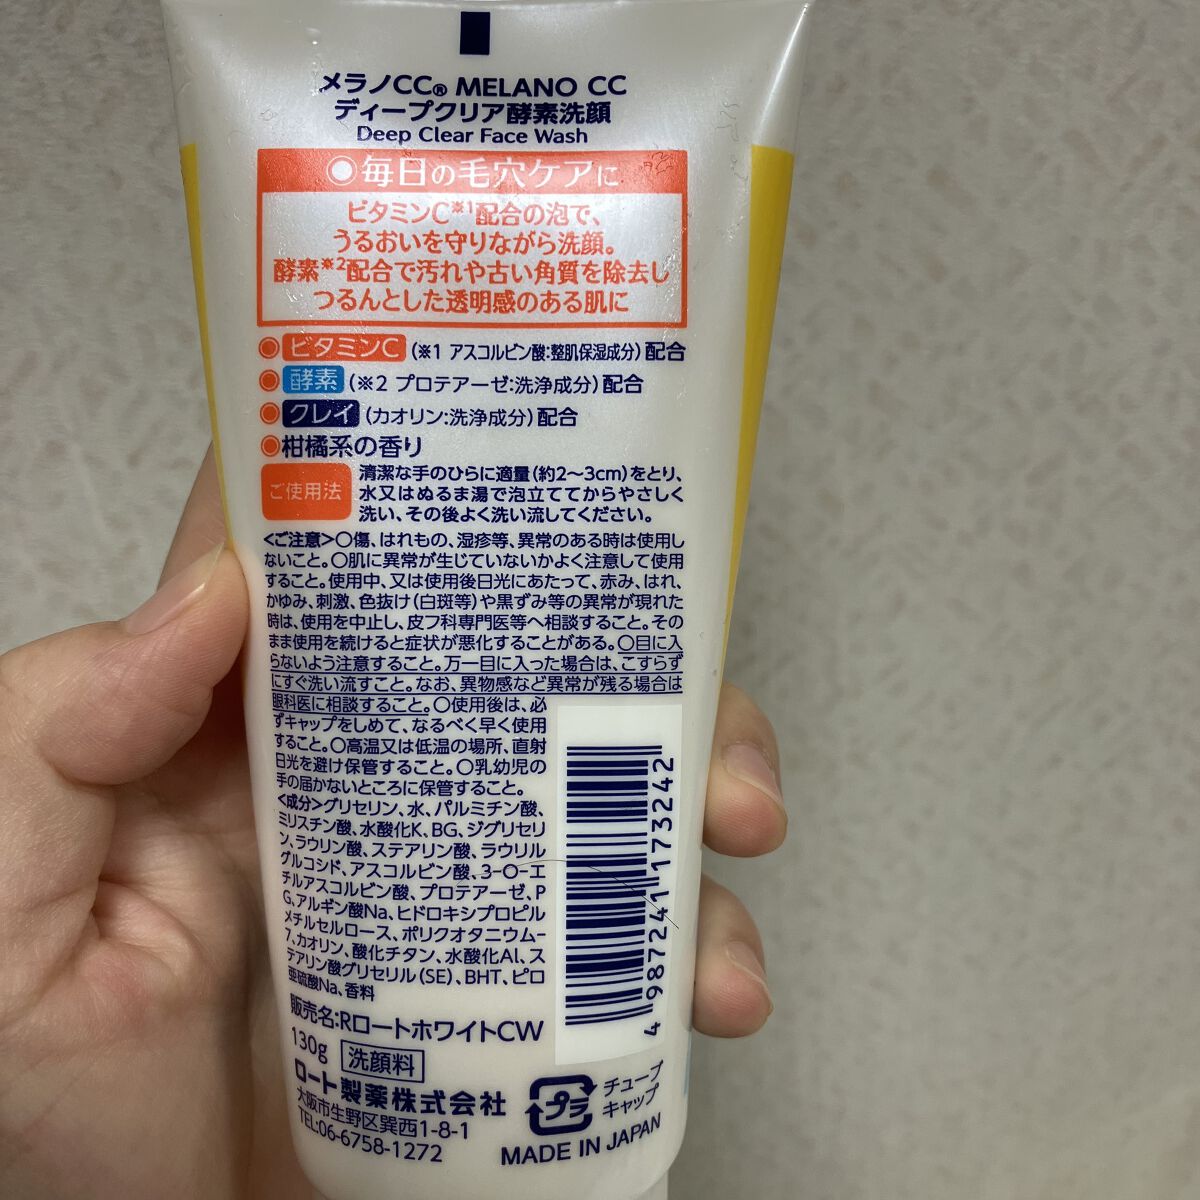 メラノCC® MELANO CC
ディープクリア酵素洗顔
Deep Clear Face Wash
◉毎日の毛穴ケアに
ビタミンC※1配合の泡で、
うるおいを守りながら洗顔。
酵素※2配合で汚れや古い角質を除去し
つるんとした透明感のある肌に
◉ビタミンC(※1 アスコルビン酸:整肌保湿成分)配合
◉酵素(※2 プロテアーゼ:洗浄成分)配合
◉クレイ(カオリン:洗浄成分)配合
◉柑橘系の香り
ご使用法
清潔な手のひらに適量(約2〜3cm)をとり、
水又はぬるま湯で泡立ててからやさしく
洗い、その後よく洗い流してください。
<ご注意>○傷、はれもの、湿疹等、異常のある時は使用し
ないこと。○肌に異常が生じていないかよく注意して使用
すること。使用中、又は使用後日光にあたって、赤み、はれ、
かゆみ、刺激、色抜け(白斑等)や黒ずみ等の異常が現れた
時は、使用を中止し、皮フ科専門医等へ相談すること。その
まま使用を続けると症状が悪化することがある。○目に入
らないよう注意すること。万一目に入った場合は、こすらず
にすぐ洗い流すこと。なお、異物感など異常が残る場合は
眼科医に相談すること。○使用後は、必
ずキャップをしめて、なるべく早く使用
すること。○高温又は低温の場所、直射
日光を避け保管すること。○乳幼児の
手の届かないところに保管すること。
<成分>グリセリン、水、パルミチン酸、
ミリスチン酸、水酸化K、BG、ジグリセリ
ン、ラウリン酸、ステアリン酸、ラウリル
グルコシド、アスコルビン酸、3-O-エ
チルアスコルビン酸、プロテアーゼ、P
G、アルギン酸Na、ヒドロキシプロピル
メチルセルロース、ポリクオタニウム-
7、カオリン、酸化チタン、水酸化Al、ス
テアリン酸グリセリル(SE)、BHT、ピロ
亜硫酸Na、香料
販売名:RロートホワイトCW
130g 洗顔料
ロート製薬株式会社
大阪市生野区巽西1-8-1
TEL:06-6758-1272
4 987241 173242
プラ
チューブ
キャップ
MADE IN JAPAN